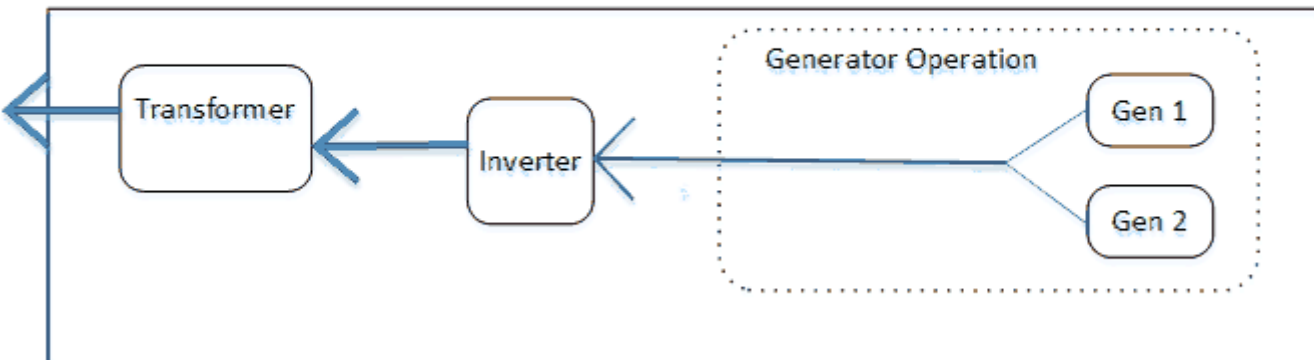 Generator Operation
Transformer
Gen 1
Inverter
Gen 2